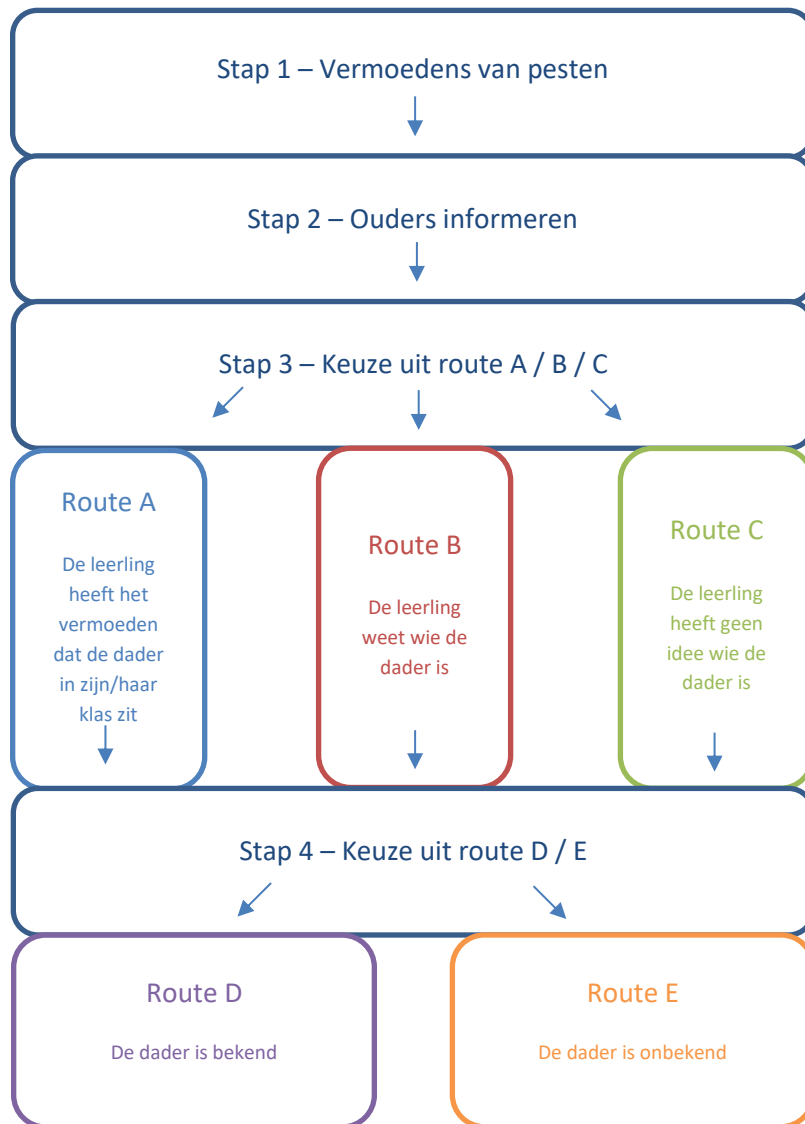 Stap 1 – Vermoedens van pesten
Stap 2 – Ouders informeren
Stap 3 – Keuze uit route A / B / C
Route A
De leerling
heeft het
vermoeden
dat de dader
in zijn/haar
klas zit
Route B
De leerling
weet wie de
dader is
Route C
De leerling
heeft geen
idee wie de
dader is
Stap 4 – Keuze uit route D / E
Route D
De dader is bekend
Route E
De dader is onbekend